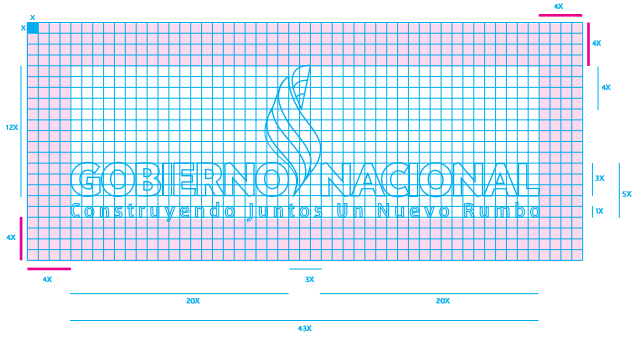 4X
X
X
4X
4X
12X
GOBIERNO NACIONAL
3X
5X
Construyendo Juntos Un Nuevo Rumbo
1X
4X
4X
3X
20X
20X
43X